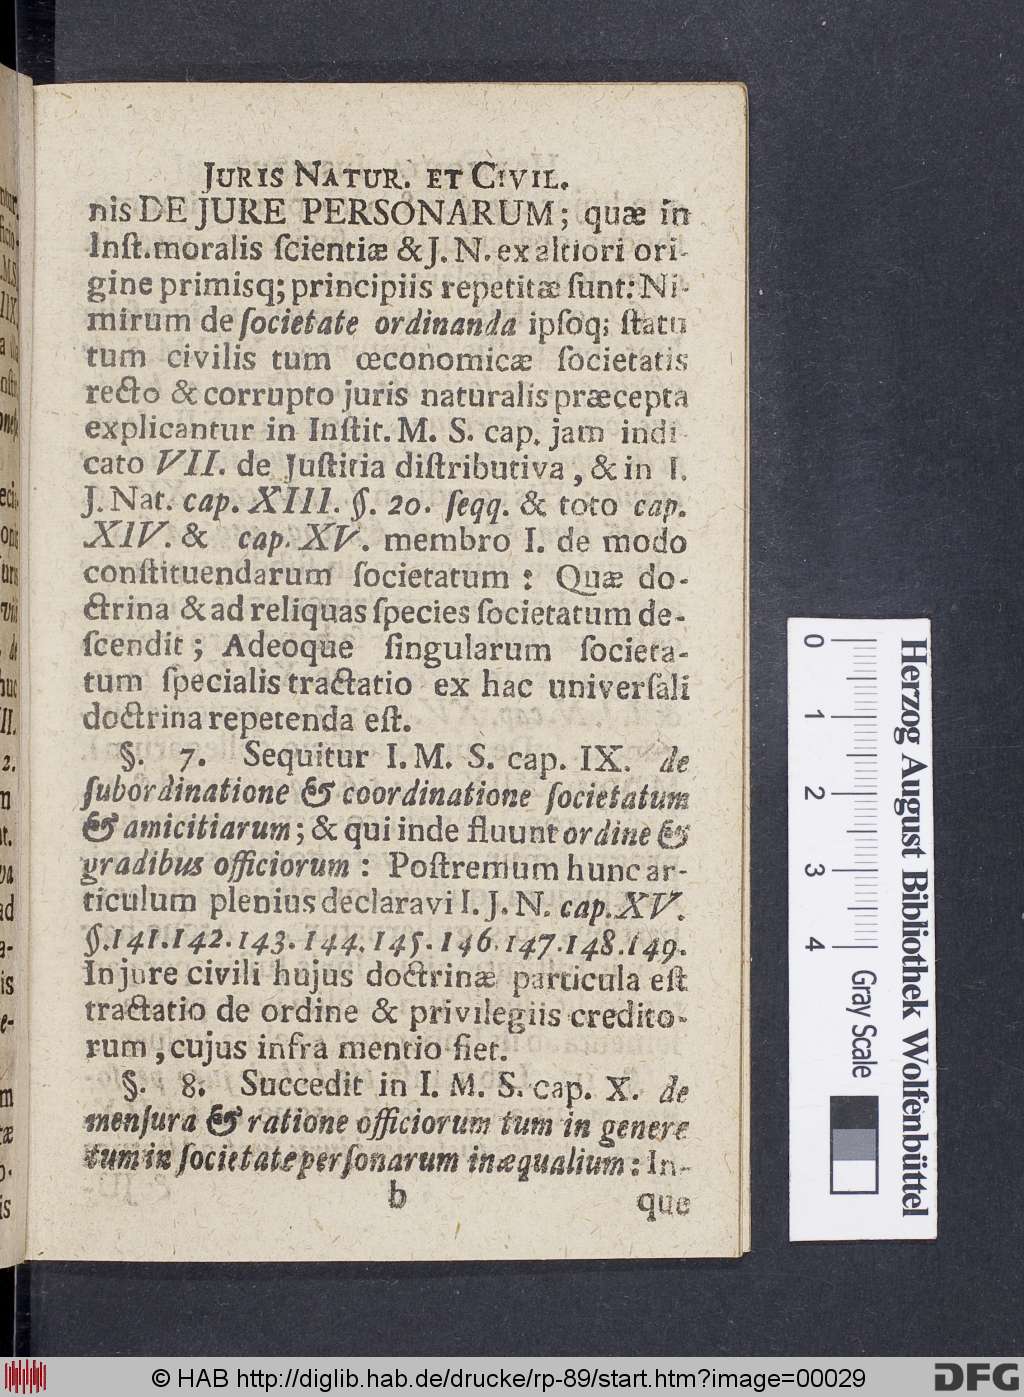 JURIS NATUR. ET CIVIL.
nis DE JURE PERSONARUM; quæ in
Inſt. moralis ſcientiæ & J. N. ex altiori ori-
gine primisq; principiis repetitæ ſunt: Ni-
mirum de ſocietate ordinanda ipſoq; ſtatu
tum civilis tum œconomicæ ſocietatis
recto & corrupto juris naturalis præcepta
explicantur in Inſtit. M. S. cap. jam indi-
cato VII. de Juſtitia diſtributiva, & in I.
J. Nat. cap. XIII. §. 20. ſeqq. & toto cap.
XIV. & cap. XV. membro I. de modo
conſtituendarum ſocietatum: Quæ do-
ctrina & ad reliquas ſpecies ſocietatum de-
ſcendit; Adeoque ſingularum ſocieta-
tum ſpecialis tractatio ex hac univerſali
doctrina repetenda eſt.
§. 7. Sequitur I. M. S. cap. IX. de
ſubordinatione & coordinatione ſocietatum
& amicitiarum; & qui inde fluunt ordine &
gradibus officiorum: Poſtremum hunc ar-
ticulum plenius declaravi I. J. N. cap. XV.
§. 141. 142. 143. 144. 145. 146. 147. 148. 149.
In jure civili hujus doctrinæ particula eſt
tractatio de ordine & privilegiis credito-
rum, cujus infra mentio fiet.
§. 8. Succedit in I. M. S. cap. X. de
menſura & ratione officiorum tum in genere
tum in ſocietate perſonarum inæqualium: In-
b
que
0 1 2 3 4
Gray Scale
Herzog August Bibliothek Wolfenbüttel
© HAB http://diglib.hab.de/drucke/rp-89/start.htm?image=00029
DFG